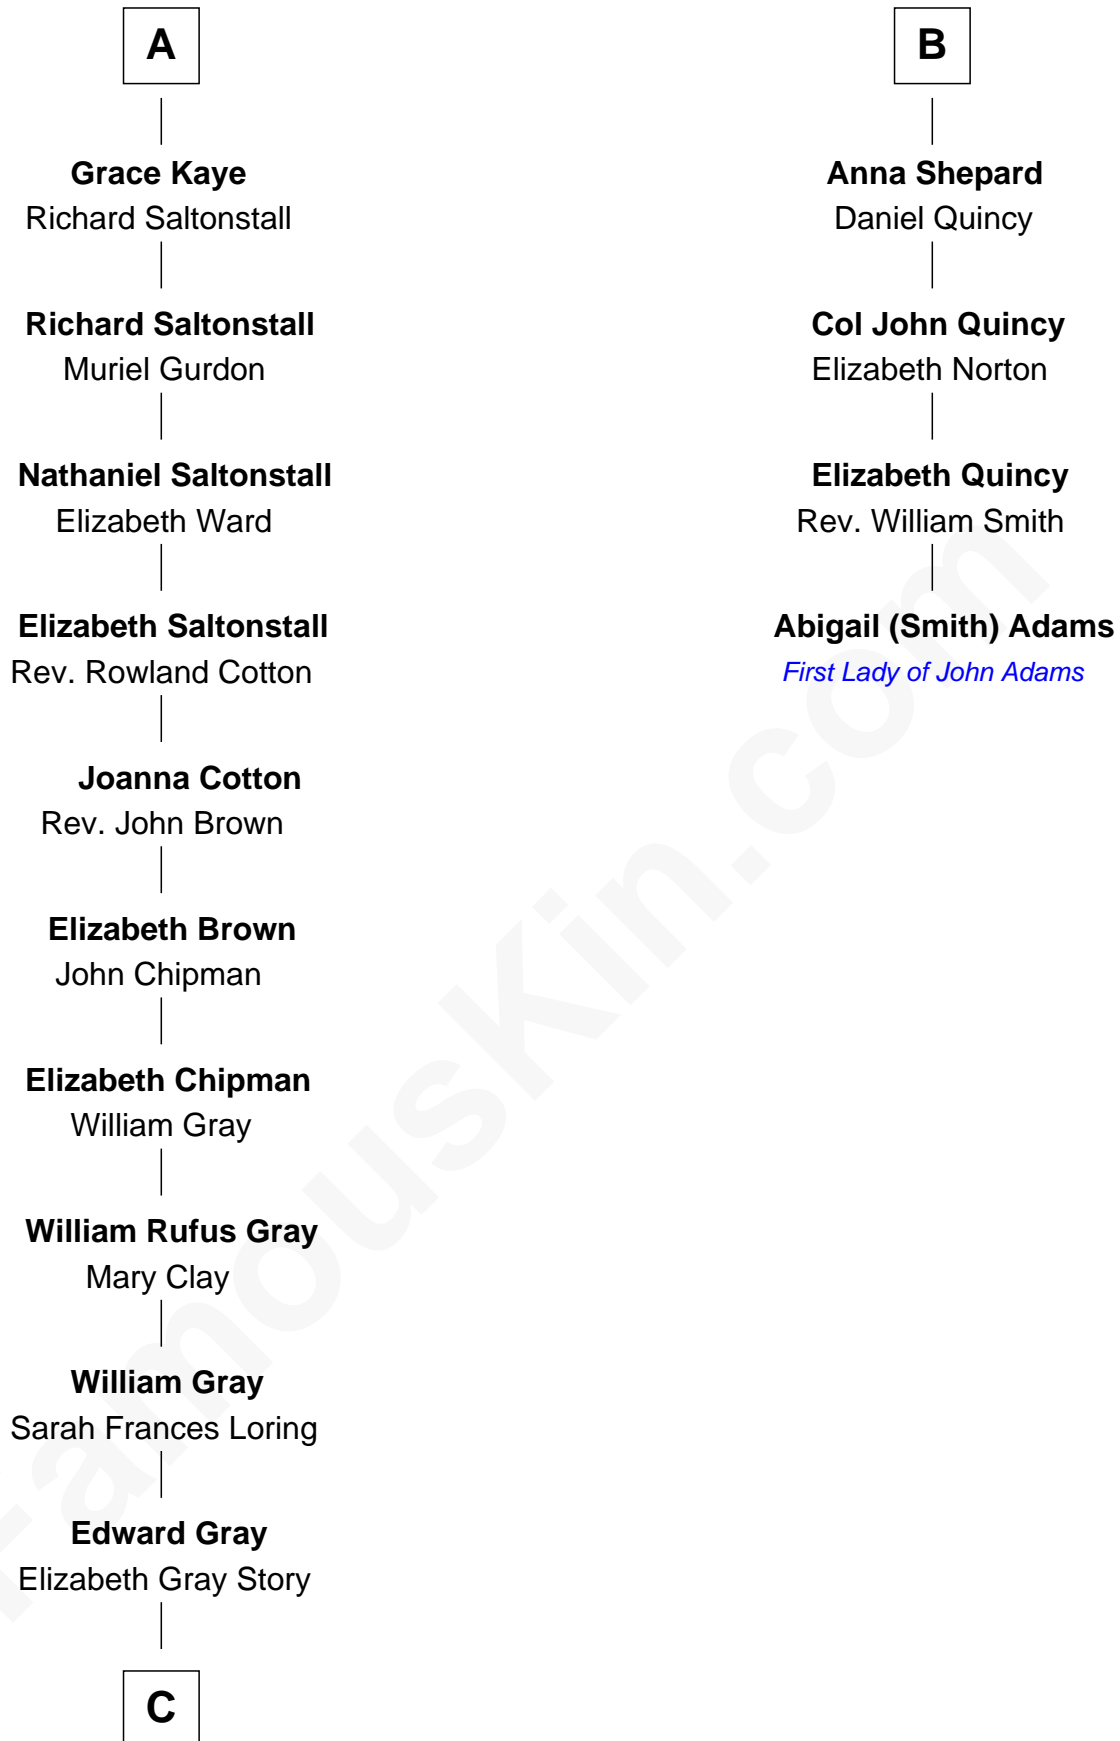 A
Grace Kaye
Richard Saltonstall
Richard Saltonstall
Muriel Gurdon
Nathaniel Saltonstall
Elizabeth Ward
Elizabeth Saltonstall
Rev. Rowland Cotton
Joanna Cotton
Rev. John Brown
Elizabeth Brown
John Chipman
Elizabeth Chipman
William Gray
William Rufus Gray
Mary Clay
William Gray
Sarah Frances Loring
Edward Gray
Elizabeth Gray Story
C
B
Anna Shepard
Daniel Quincy
Col John Quincy
Elizabeth Norton
Elizabeth Quincy
Rev. William Smith
Abigail (Smith) Adams
First Lady of John Adams
FamousKin.com